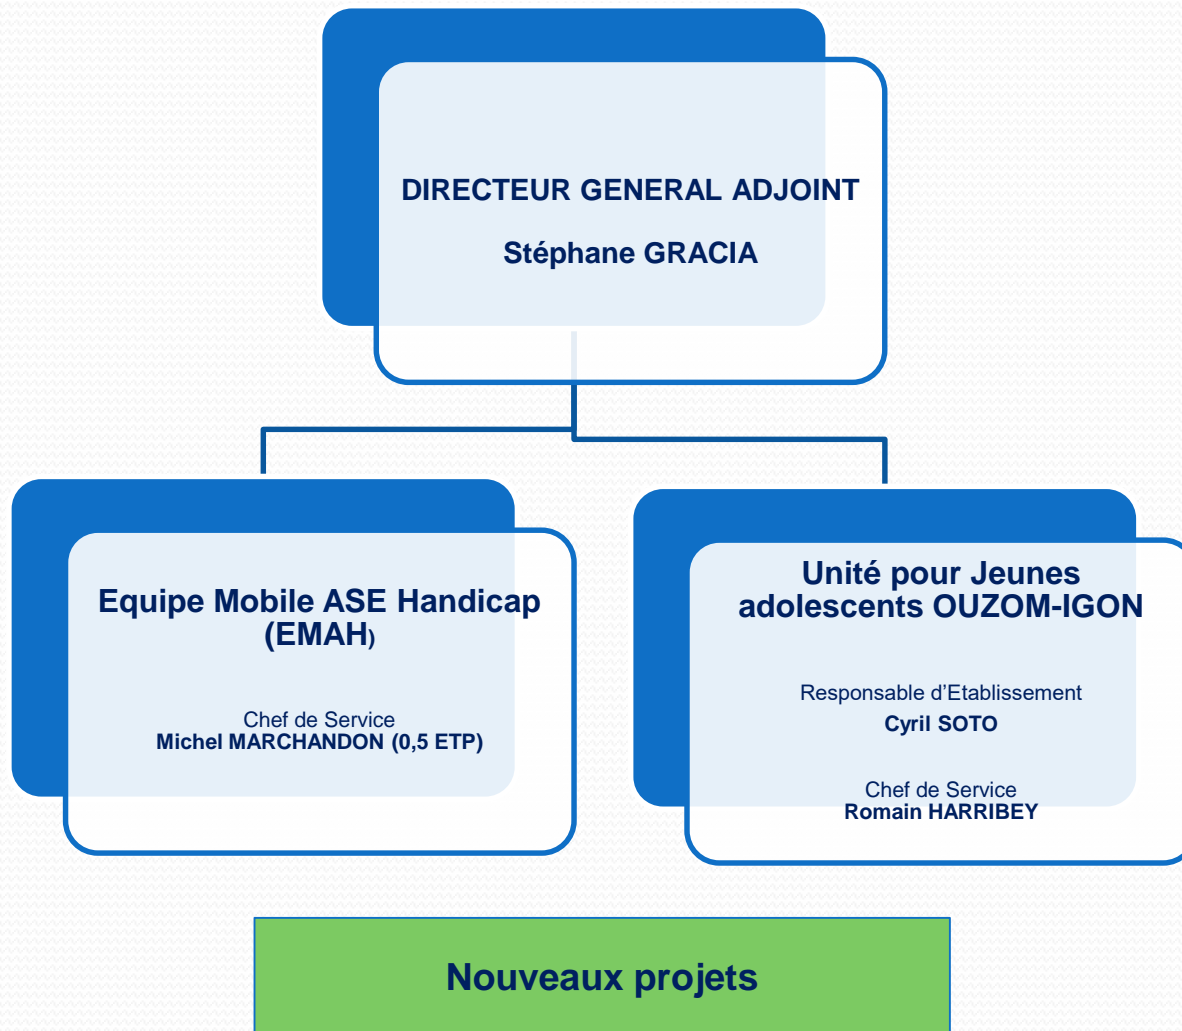 DIRECTEUR GENERAL ADJOINT
Stéphane GRACIA
Equipe Mobile ASE Handicap
(EMAH)
Chef de Service
Michel MARCHANDON (0,5 ETP)
Unité pour Jeunes
adolescents OUZOM-IGON
Responsable d’Etablissement
Cyril SOTO
Chef de Service
Romain HARRIBEY
Nouveaux projets